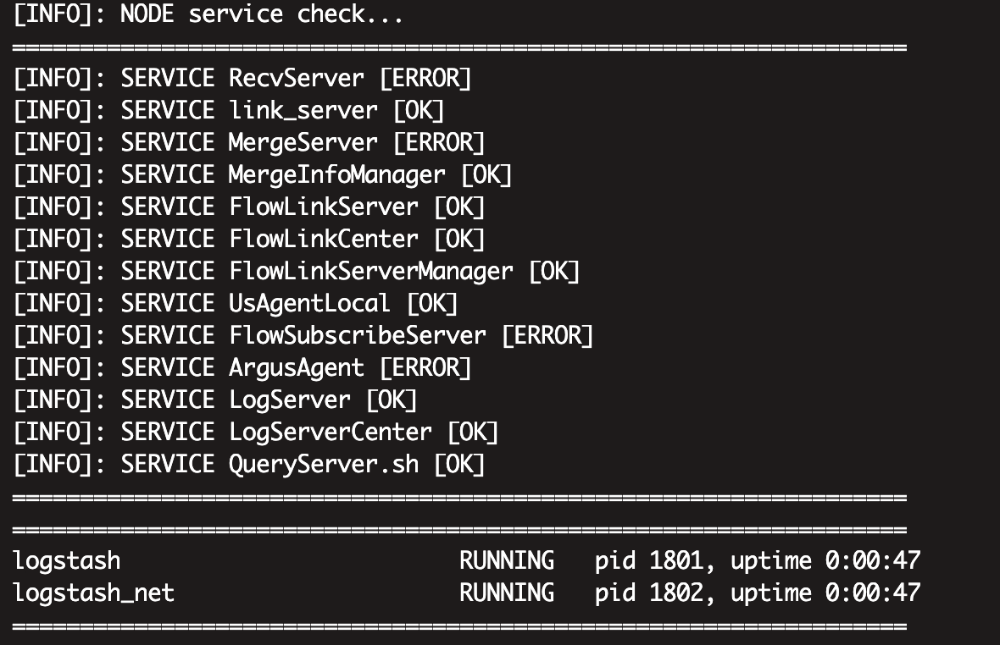 [INFO]: NODE service check...
==================================================================
[INFO]: SERVICE RecvServer [ERROR]
[INFO]: SERVICE link_server [OK]
[INFO]: SERVICE MergeServer [ERROR]
[INFO]: SERVICE MergeInfoManager [OK]
[INFO]: SERVICE FlowLinkServer [OK]
[INFO]: SERVICE FlowLinkCenter [OK]
[INFO]: SERVICE FlowLinkServerManager [OK]
[INFO]: SERVICE UsAgentLocal [OK]
[INFO]: SERVICE FlowSubscribeServer [ERROR]
[INFO]: SERVICE ArgusAgent [ERROR]
[INFO]: SERVICE LogServer [OK]
[INFO]: SERVICE LogServerCenter [OK]
[INFO]: SERVICE QueryServer.sh [OK]
==================================================================
==================================================================
logstash                         RUNNING   pid 1801, uptime 0:00:47
logstash_net                     RUNNING   pid 1802, uptime 0:00:47
==================================================================